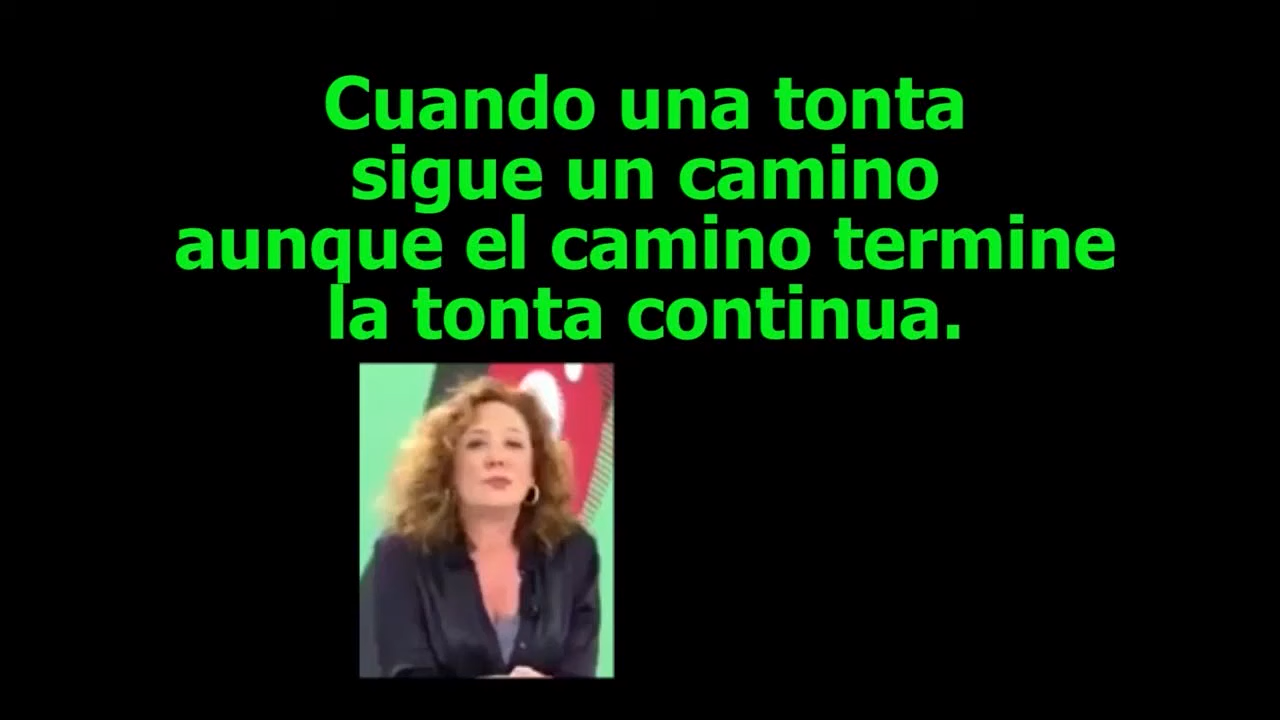 Cuando una tonta
sigue un camino
aunque el camino termine
la tonta continua.